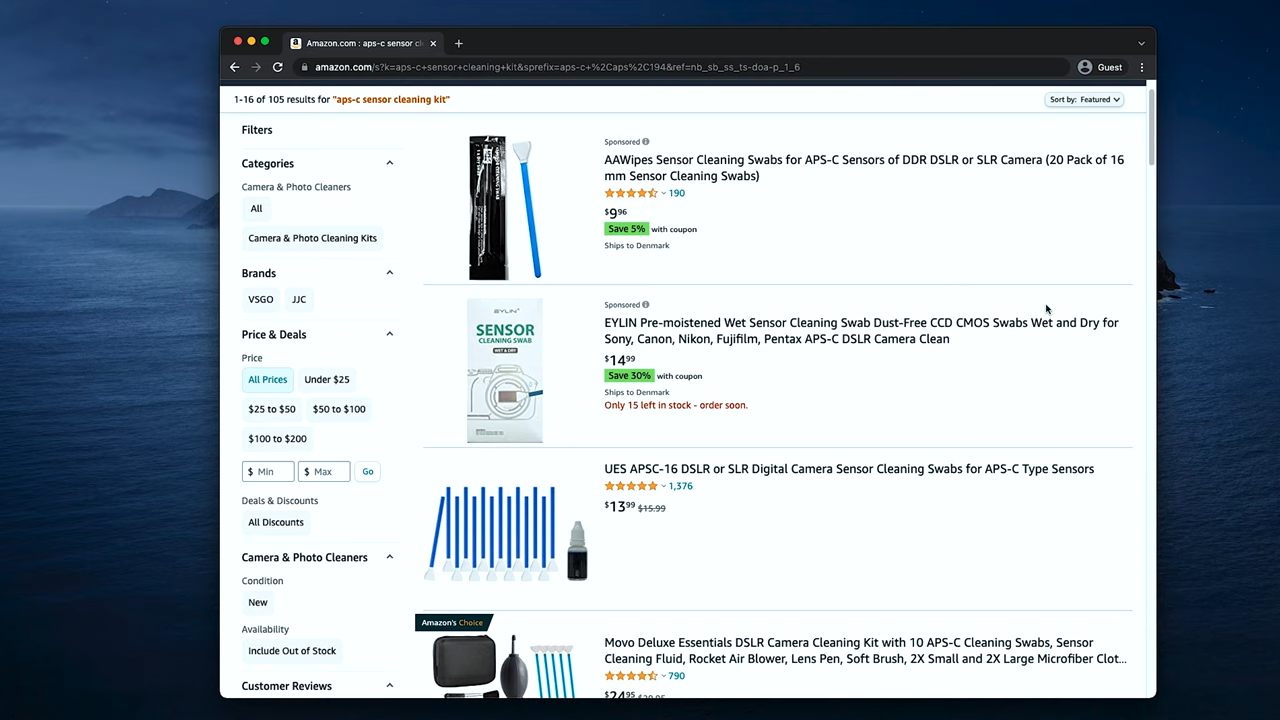 Amazon.com : aps-c sensor cl
amazon.com/s?k=aps-c+sensor+cleaning+kit&sprefix=aps-c+%2Caps%2C194&ref=nb_sb_ss_ts-doa-p_1_6
Guest
1-16 of 105 results for "aps-c sensor cleaning kit"
Sort by: Featured
Filters
Categories
Camera & Photo Cleaners
All
Camera & Photo Cleaning Kits
Brands
VSGO JJC
Price & Deals
Price
All Prices Under $25
$25 to $50 $50 to $100
$100 to $200
$ Min $ Max Go
Deals & Discounts
All Discounts
Camera & Photo Cleaners
Condition
New
Availability
Include Out of Stock
Customer Reviews
Sponsored
AAWipes Sensor Cleaning Swabs for APS-C Sensors of DDR DSLR or SLR Camera (20 Pack of 16
mm Sensor Cleaning Swabs)
190
$996
Save 5% with coupon
Ships to Denmark
EYLIN
SENSOR
CLEANING SWAB
WET & DRY
Sponsored
EYLIN Pre-moistened Wet Sensor Cleaning Swab Dust-Free CCD CMOS Swabs Wet and Dry for
Sony, Canon, Nikon, Fujifilm, Pentax APS-C DSLR Camera Clean
$1499
Save 30% with coupon
Ships to Denmark
Only 15 left in stock - order soon.
UES APSC-16 DSLR or SLR Digital Camera Sensor Cleaning Swabs for APS-C Type Sensors
1,376
$1399 $15.99
Amazon's Choice
Movo Deluxe Essentials DSLR Camera Cleaning Kit with 10 APS-C Cleaning Swabs, Sensor
Cleaning Fluid, Rocket Air Blower, Lens Pen, Soft Brush, 2X Small and 2X Large Microfiber Clot...
790
$2495